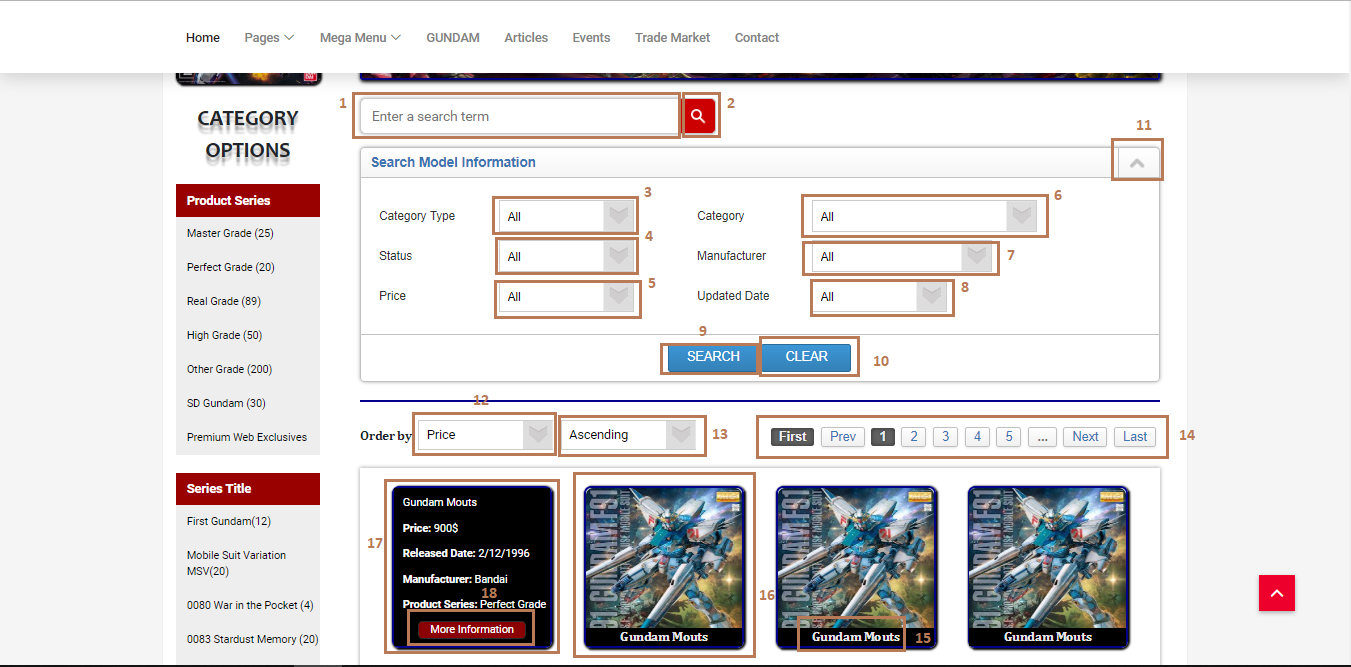 Home Pages Mega Menu GUNDAM Articles Events Trade Market Contact
CATEGORY
OPTIONS
Product Series
Master Grade (25)
Perfect Grade (20)
Real Grade (89)
High Grade (50)
Other Grade (200)
SD Gundam (30)
Premium Web Exclusives
Series Title
First Gundam(12)
Mobile Suit Variation
MSV(20)
0080 War in the Pocket (4)
0083 Stardust Memory (20)
1 Enter a search term 2
11
Search Model Information
3 6
Category Type All Category All
4
Status All Manufacturer All 7
5 8
Price All Updated Date All
9
SEARCH CLEAR 10
12
Order by Price Ascending 13 First Prev 1 2 3 4 5 ... Next Last 14
Gundam Mouts
Price: 900$
17
Released Date: 2/12/1996
Manufacturer: Bandai
18
Product Series: Perfect Grade
More Information
16
Gundam Mouts Gundam Mouts 15 Gundam Mouts